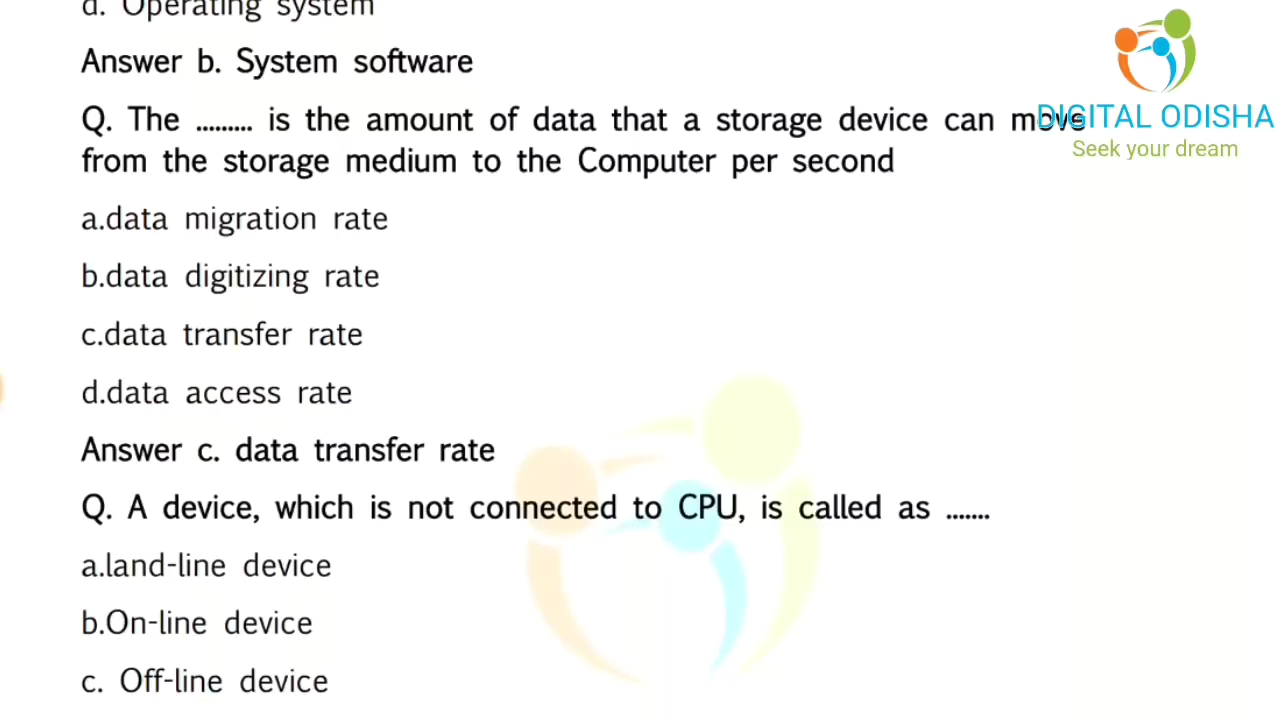 d. Operating system
Answer b. System software
Q. The ......... is the amount of data that a storage device can move
from the storage medium to the Computer per second
a.data migration rate
b.data digitizing rate
c.data transfer rate
d.data access rate
Answer c. data transfer rate
Q. A device, which is not connected to CPU, is called as .......
a.land-line device
b.On-line device
c. Off-line device
DIGITAL ODISHA
Seek your dream